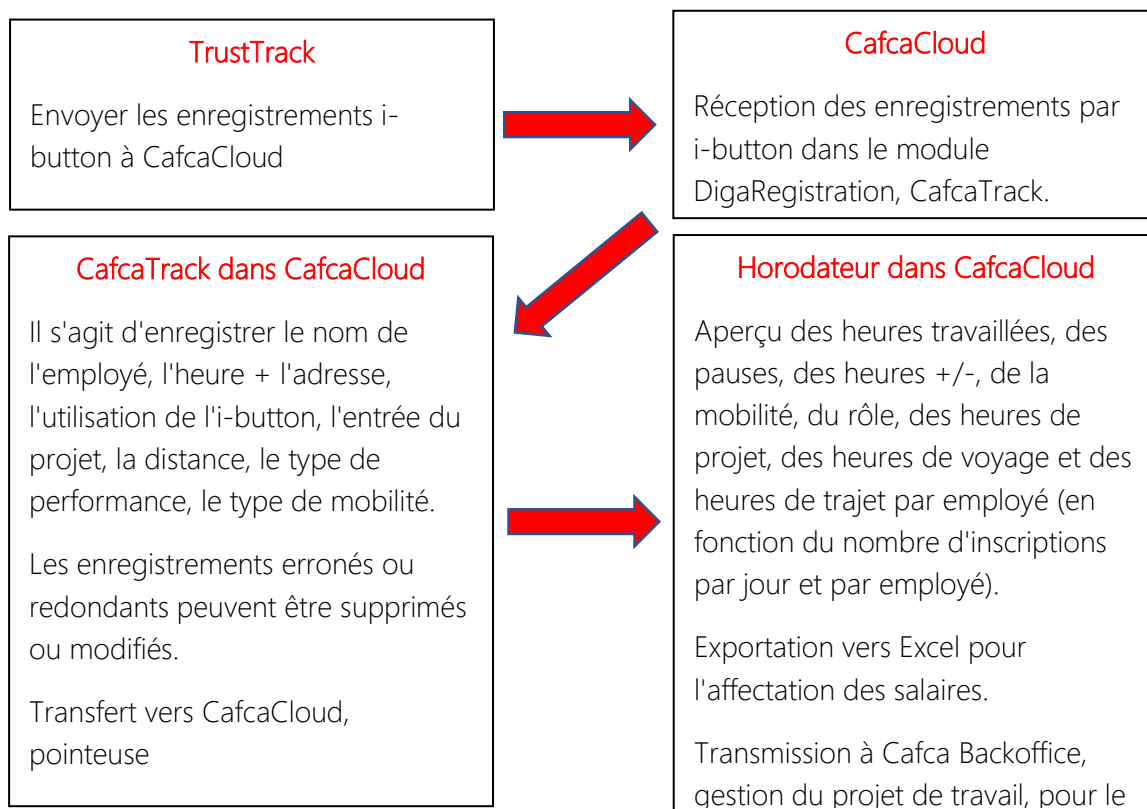 TrustTrack
Envoyer les enregistrements i-
button à CafcaCloud
CafcaCloud
Réception des enregistrements par
i-button dans le module
DigaRegistration, CafcaTrack.
CafcaTrack dans CafcaCloud
Il s'agit d'enregistrer le nom de
l'employé, l'heure + l'adresse,
l'utilisation de l'i-button, l'entrée du
projet, la distance, le type de
performance, le type de mobilité.
Les enregistrements erronés ou
redondants peuvent être supprimés
ou modifiés.
Transfert vers CafcaCloud,
pointeuse
Horodateur dans CafcaCloud
Aperçu des heures travaillées, des
pauses, des heures +/-, de la
mobilité, du rôle, des heures de
projet, des heures de voyage et des
heures de trajet par employé (en
fonction du nombre d'inscriptions
par jour et par employé).
Exportation vers Excel pour
l'affectation des salaires.
Transmission à Cafca Backoffice,
gestion du projet de travail, pour le